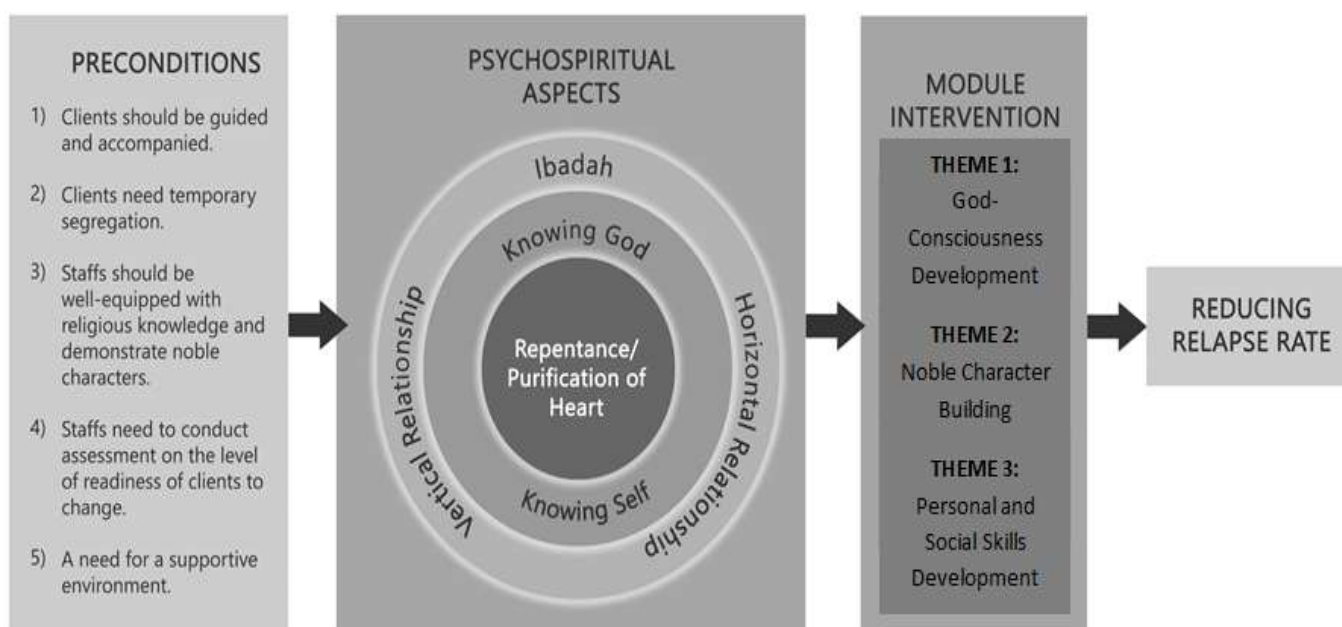 PRECONDITIONS
1) Clients should be guided
and accompanied.
2) Clients need temporary
segregation.
3) Staffs should be
well-equipped with
religious knowledge and
demonstrate noble
characters.
4) Staffs need to conduct
assessment on the level
of readiness of clients to
change.
5) A need for a supportive
environment.
PSYCHOSPIRITUAL
ASPECTS
Ibadah
Knowing God
Vertical Relationship
Horizontal Relationship
Repentance/
Purification of
Heart
Knowing Self
MODULE
INTERVENTION
THEME 1:
God-
Consciousness
Development
THEME 2:
Noble Character
Building
THEME 3:
Personal and
Social Skills
Development
REDUCING
RELAPSE RATE